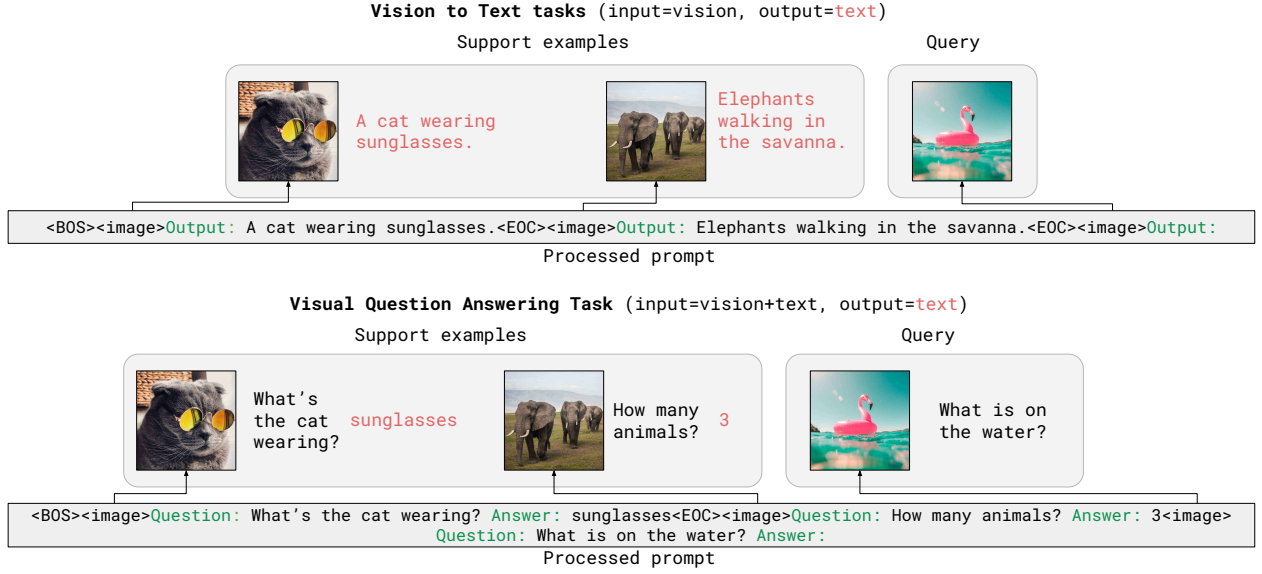 Vision to Text tasks (input=vision, output=text)
Support examples
Query
A cat wearing
sunglasses.
Elephants
walking in
the savanna.
<BOS><image>Output: A cat wearing sunglasses.<EOC><image>Output: Elephants walking in the savanna.<EOC><image>Output:
Processed prompt
Visual Question Answering Task (input=vision+text, output=text)
Support examples
Query
What's
the cat
wearing?
sunglasses
How many
animals?
3
What is on
the water?
<BOS><image>Question: What's the cat wearing? Answer: sunglasses<EOC><image>Question: How many animals? Answer: 3<image>
Question: What is on the water? Answer:
Processed prompt